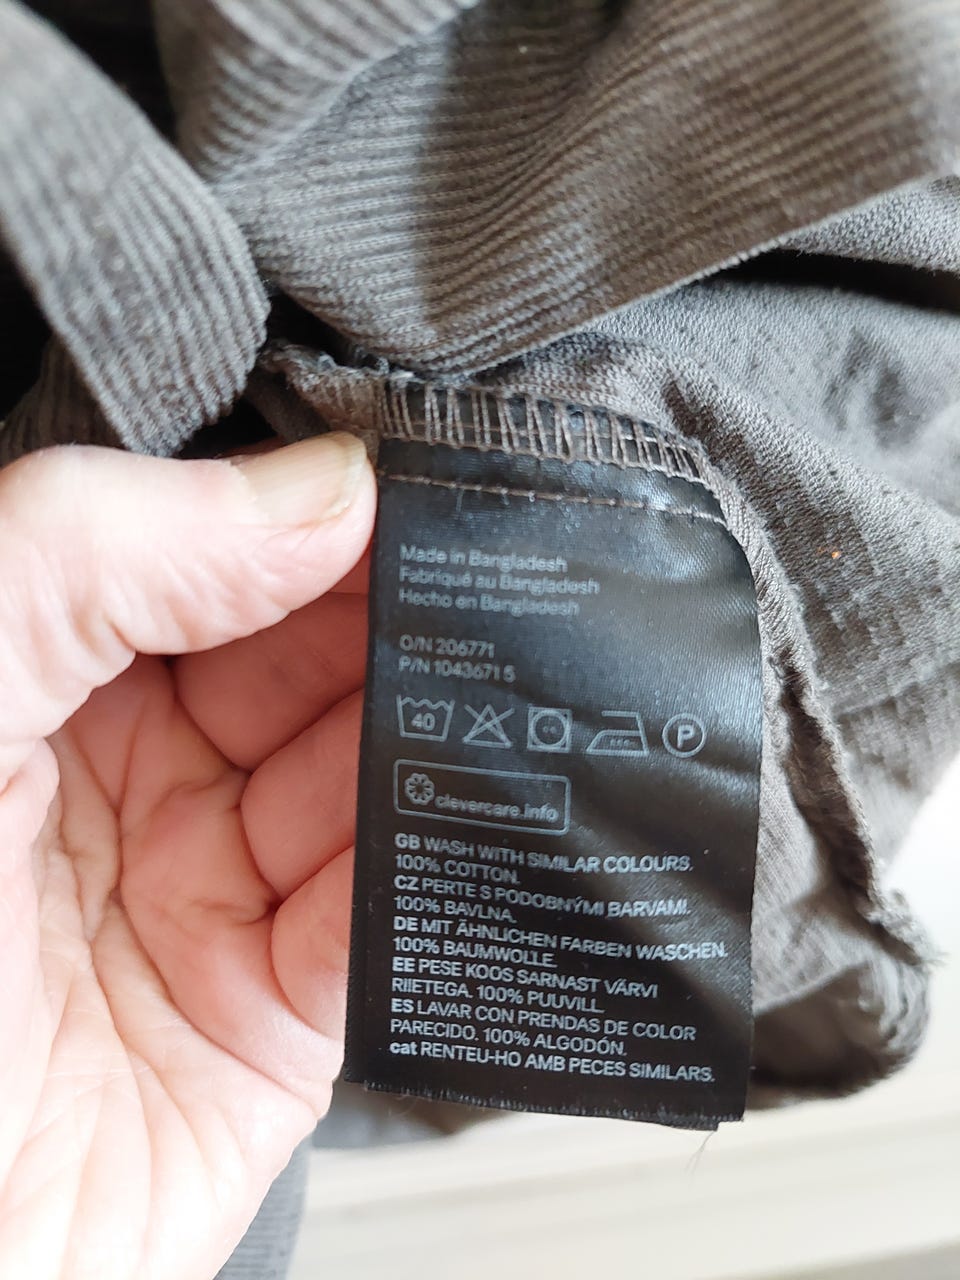 Made in Bangladesh
Fabriqué au Bangladesh
Hecho en Bangladesh
O/N 206771
P/N 1043671 5
40 P
clevercare.info
GB WASH WITH SIMILAR COLOURS.
100% COTTON.
CZ PERTE S PODOBNÝMI BARVAMI.
100% BAVLNA.
DE MIT ÄHNLICHEN FARBEN WASCHEN.
100% BAUMWOLLE.
EE PESE KOOS SARNAST VÄRVI
RIIETEGA. 100% PUUVILL.
ES LAVAR CON PRENDAS DE COLOR
PARECIDO. 100% ALGODÓN.
cat RENTEU-HO AMB PECES SIMILARS.